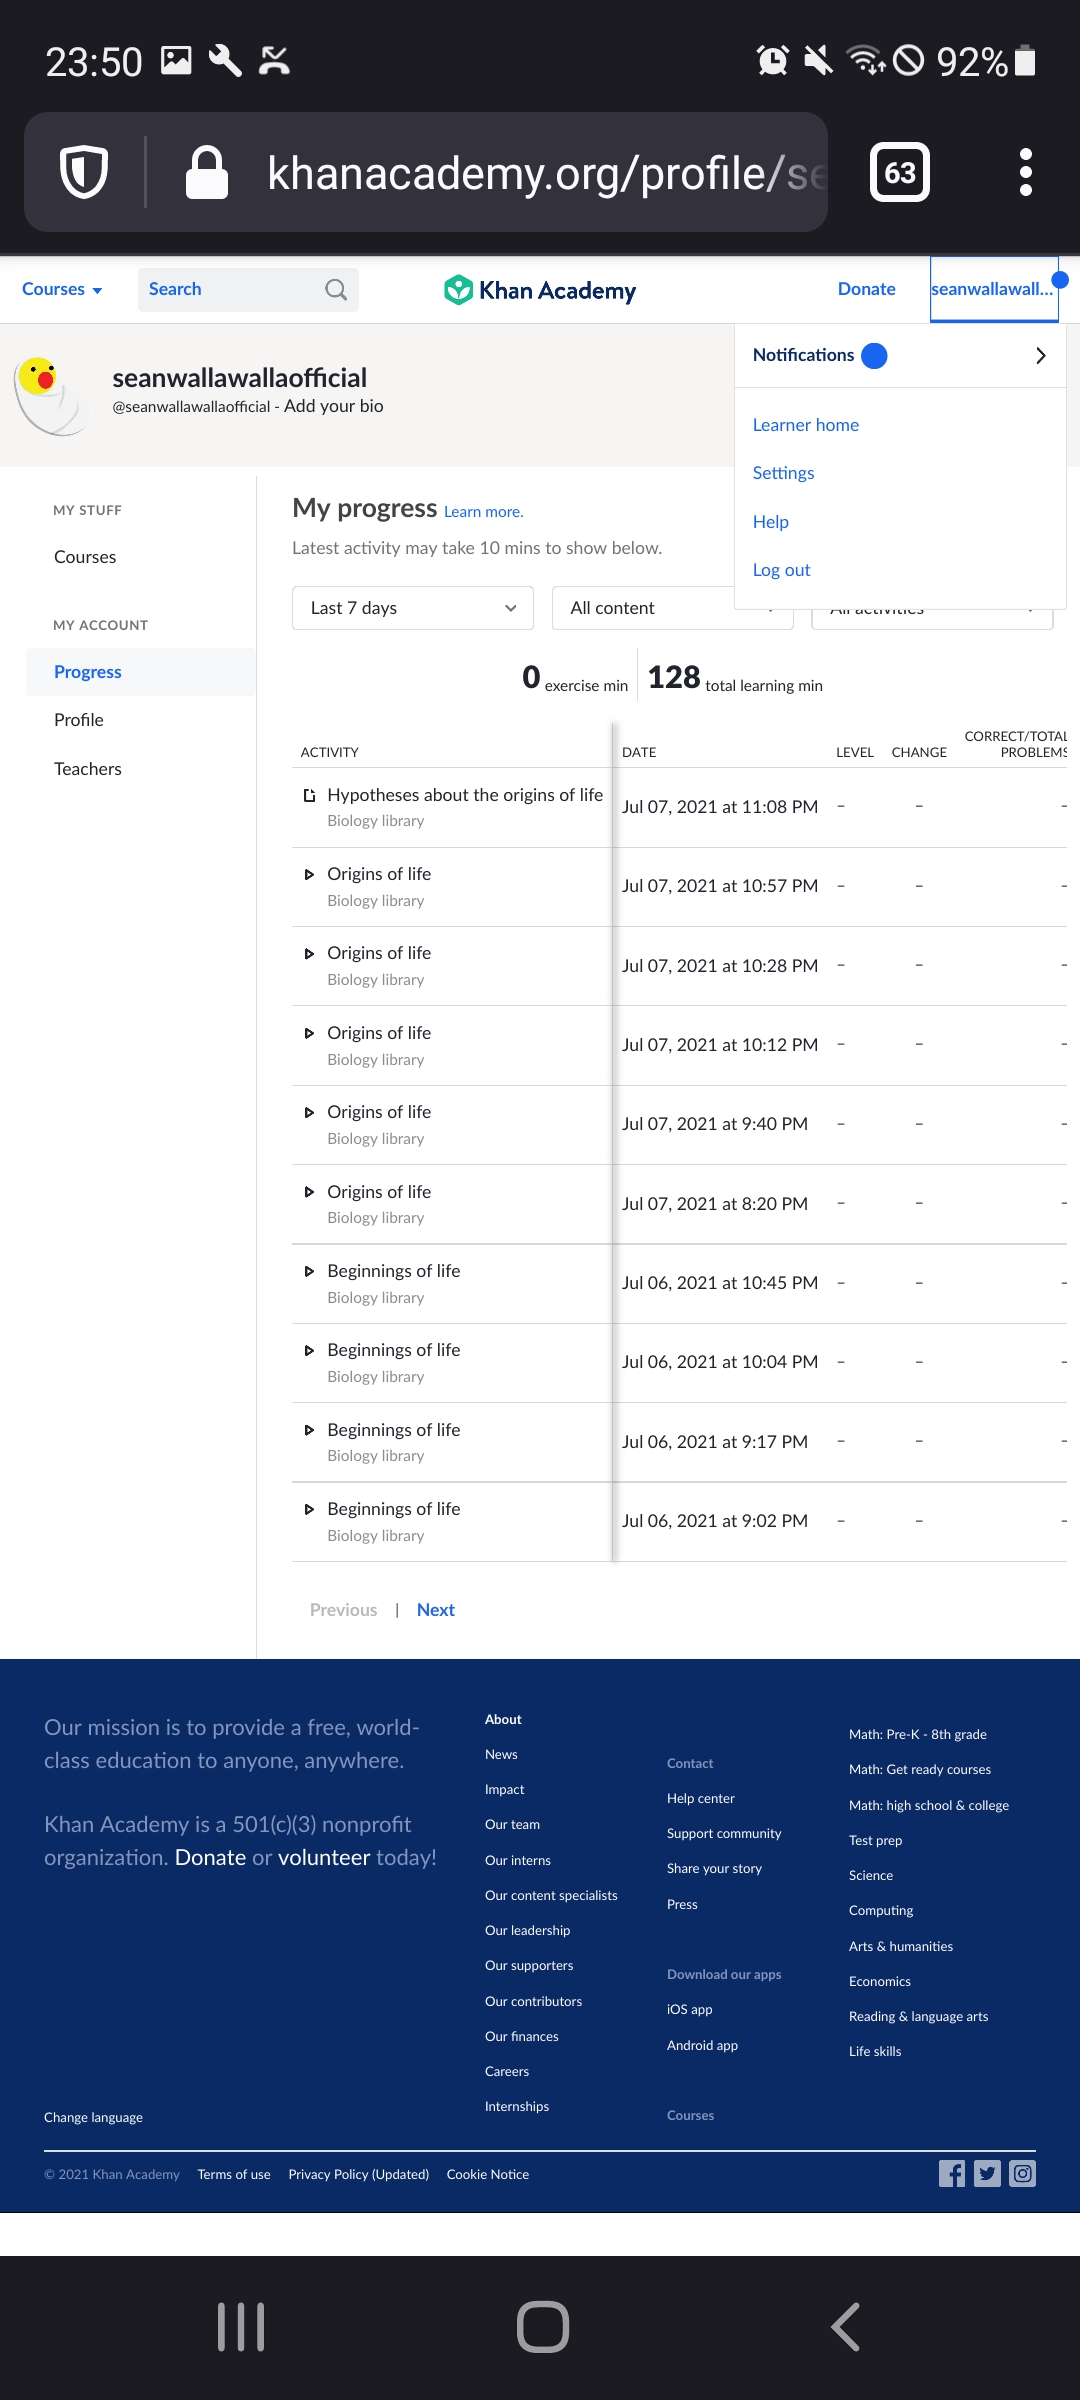 23:50
92%
khanacademy.org/profile/se
63
Courses
Search
Khan Academy
Donate
seanwallawall...
Notifications
Learner home
Settings
Help
Log out
seanwallawallaofficial
@seanwallawallaofficial - Add your bio
MY STUFF
Courses
MY ACCOUNT
Progress
Profile
Teachers
My progress Learn more.
Latest activity may take 10 mins to show below.
Last 7 days
All content
All activities
0 exercise min
128 total learning min
ACTIVITY DATE LEVEL CHANGE CORRECT/TOTAL
PROBLEMS
Hypotheses about the origins of life
Biology library
Jul 07, 2021 at 11:08 PM – – –
Origins of life
Biology library
Jul 07, 2021 at 10:57 PM – – –
Origins of life
Biology library
Jul 07, 2021 at 10:28 PM – – –
Origins of life
Biology library
Jul 07, 2021 at 10:12 PM – – –
Origins of life
Biology library
Jul 07, 2021 at 9:40 PM – – –
Origins of life
Biology library
Jul 07, 2021 at 8:20 PM – – –
Beginnings of life
Biology library
Jul 06, 2021 at 10:45 PM – – –
Beginnings of life
Biology library
Jul 06, 2021 at 10:04 PM – – –
Beginnings of life
Biology library
Jul 06, 2021 at 9:17 PM – – –
Beginnings of life
Biology library
Jul 06, 2021 at 9:02 PM – – –
Previous | Next
Our mission is to provide a free, world-
class education to anyone, anywhere.
Khan Academy is a 501(c)(3) nonprofit
organization. Donate or volunteer today!
Change language
About
News
Impact
Our team
Our interns
Our content specialists
Our leadership
Our supporters
Our contributors
Our finances
Careers
Internships
Contact
Help center
Support community
Share your story
Press
Download our apps
iOS app
Android app
Courses
Math: Pre-K - 8th grade
Math: Get ready courses
Math: high school & college
Test prep
Science
Computing
Arts & humanities
Economics
Reading & language arts
Life skills
© 2021 Khan Academy Terms of use Privacy Policy (Updated) Cookie Notice